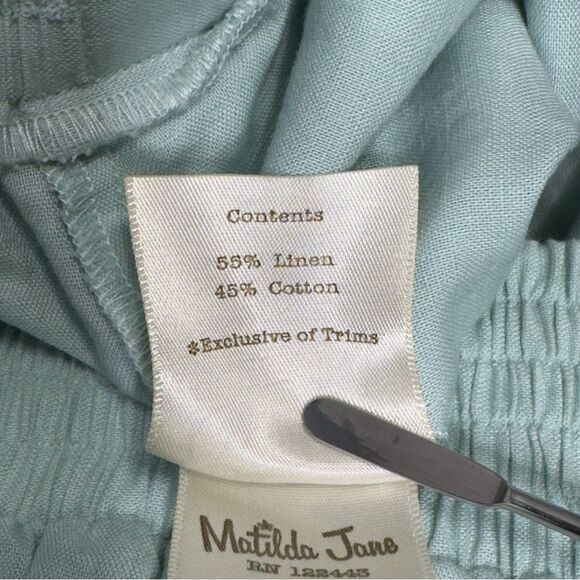 Contents
55% Linen
45% Cotton
*Exclusive of Trims
Matilda Jane
RN 122445